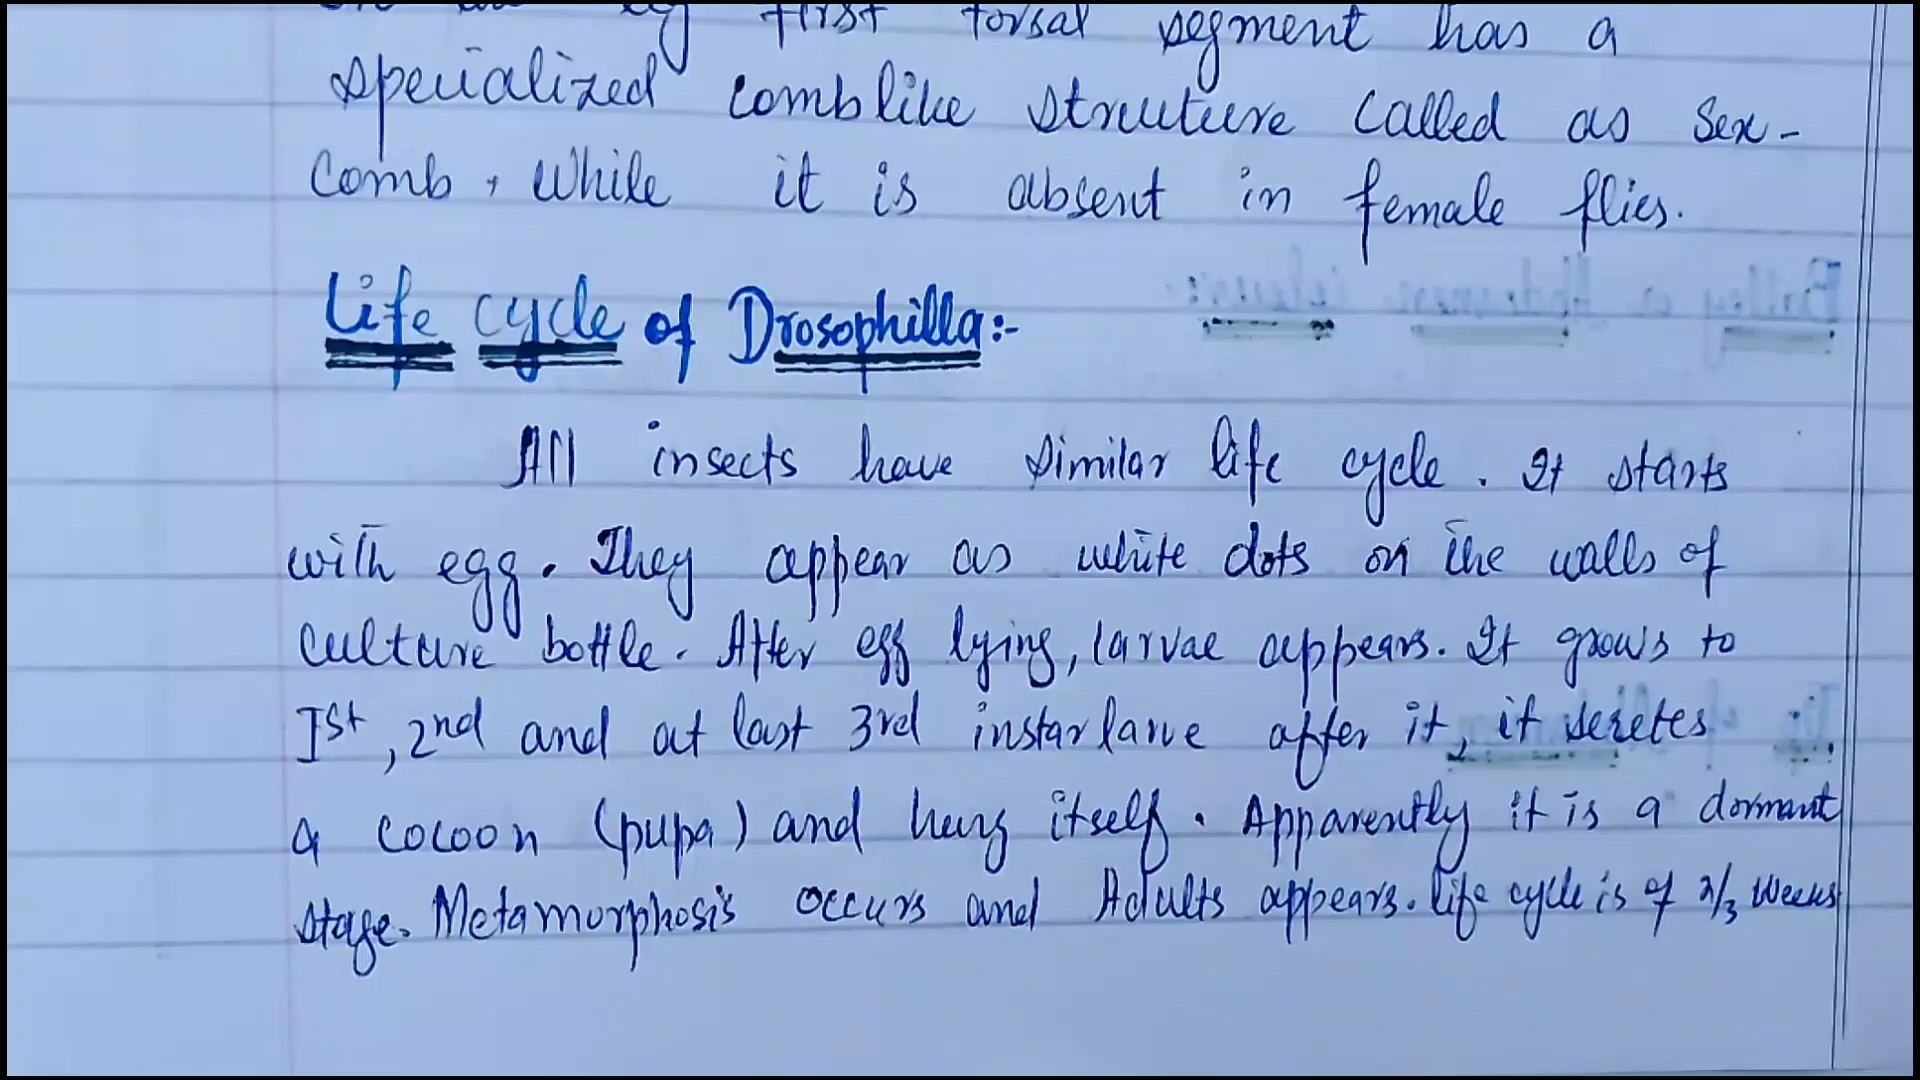 first torsal segment has a
specialized comblike structure called as sex-
comb, while it is absent in female flies.
Life cycle of Drosophilla:-
All insects have similar life cycle. It starts
with egg. They appear as white dots on the walls of
culture bottle. After egg lying, larvae appears. It grows to
Ist, 2nd and at last 3rd instar larve after it, it seretes
a cocoon (pupa) and hung itself. Apparently it is a dormant
stage. Metamorphosis occurs and Adults appears. life cycle is of 2/3 weeks